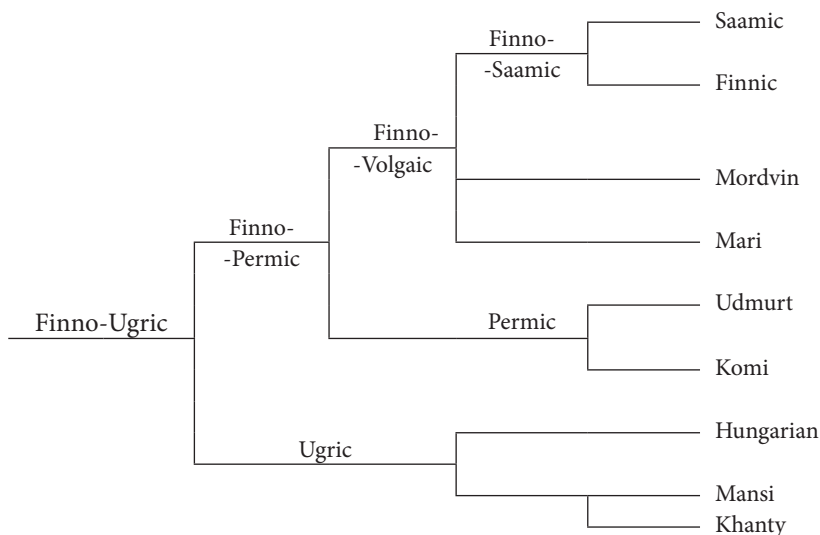 Finno-
-Saamic
Saamic
Finnic
Finno-
-Volgaic
Mordvin
Finno-
-Permic
Mari
Finno-Ugric
Permic
Udmurt
Komi
Ugric
Hungarian
Mansi
Khanty